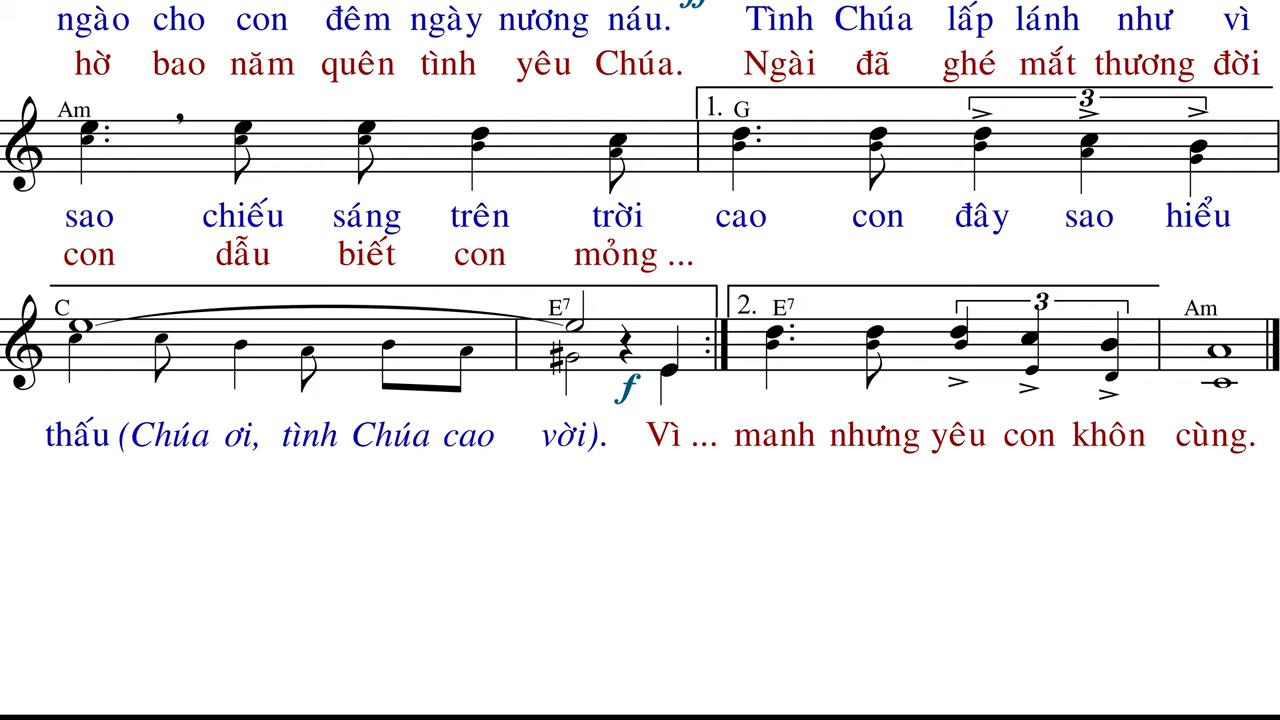 ngào cho con đêm ngày nương náu. Tình Chúa lấp lánh như vì
hờ bao năm quên tình yêu Chúa. Ngài đã ghé mắt thương đời
Am 1. G 3
sao chiếu sáng trên trời cao con đây sao hiểu
con dẫu biết con mỏng ...
C E7 2. E7 3 Am
f
thấu (Chúa ơi, tình Chúa cao vời). Vì ... manh nhưng yêu con khôn cùng.